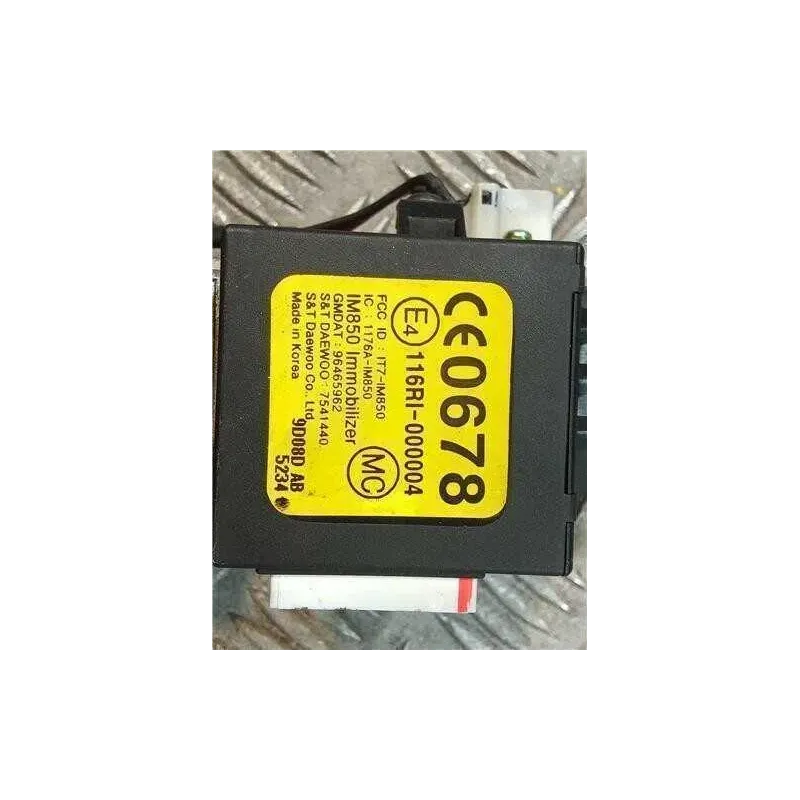 CE0678
E4 116RI-000004
FCC ID : IT7-IM850
IC : 1176A-IM850
IM850 Immobilizer
MC
GMDAT : 96465962
S&T DAEWOO : 7541440
S&T Daewoo Co., Ltd
Made in Korea
9D08D AB
5234